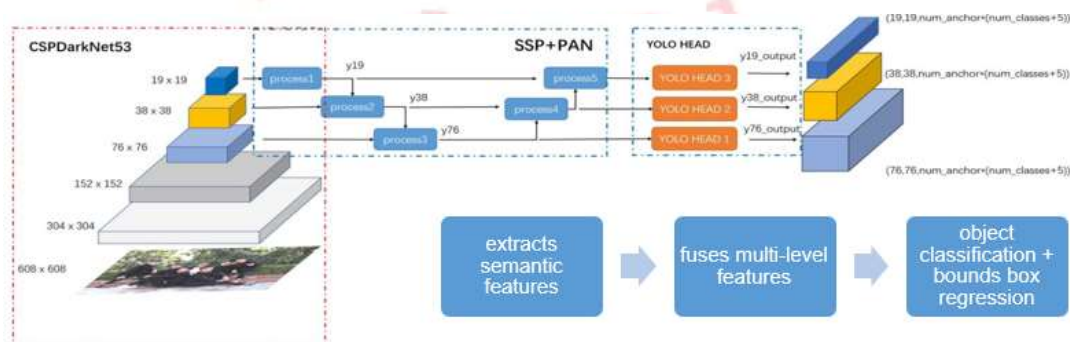 CSPDarkNet53
19 x 19
38 x 38
76 x 76
152 x 152
304 x 304
608 x 608
SSP+PAN
process1
y19
process2
y38
process3
y76
process4
process5
YOLO HEAD
YOLO HEAD 3
YOLO HEAD 2
YOLO HEAD 1
y19_output
y38_output
y76_output
(19,19,num_anchor*(num_classes+5))
(38,38,num_anchor*(num_classes+5))
(76,76,num_anchor*(num_classes+5))
extracts
semantic
features
fuses multi-level
features
object
classification +
bounds box
regression